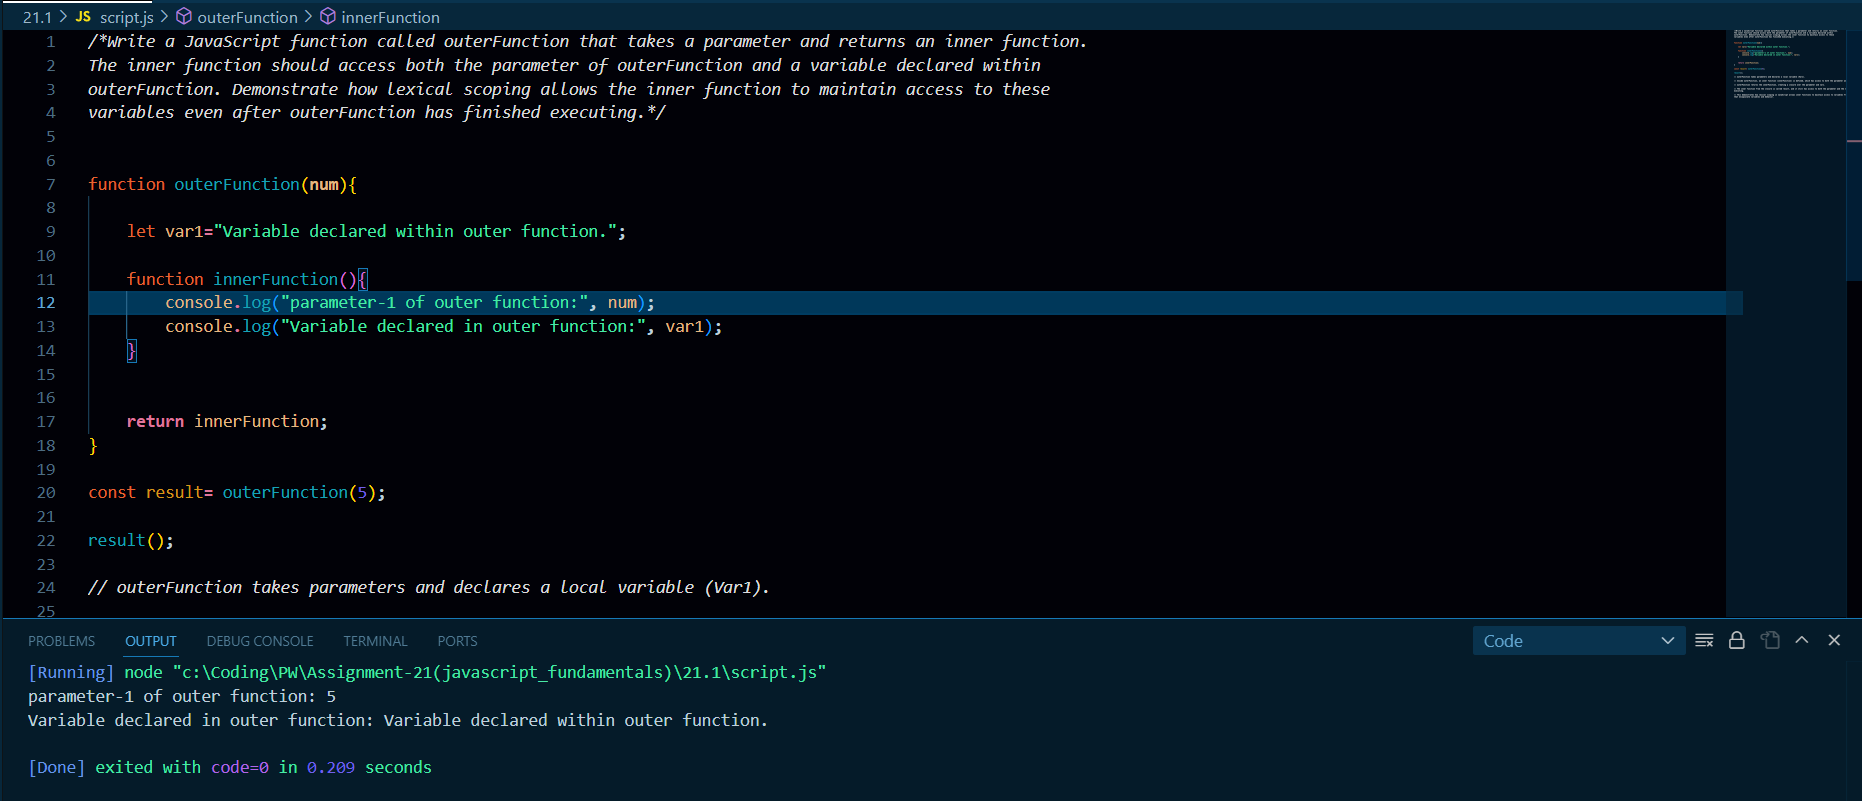 21.1 > JS script.js > outerFunction > innerFunction
1 /*Write a JavaScript function called outerFunction that takes a parameter and returns an inner function.
2 The inner function should access both the parameter of outerFunction and a variable declared within
3 outerFunction. Demonstrate how lexical scoping allows the inner function to maintain access to these
4 variables even after outerFunction has finished executing.*/
5
6
7 function outerFunction(num){
8
9     let var1="Variable declared within outer function.";
10
11     function innerFunction(){
12         console.log("parameter-1 of outer function:", num);
13         console.log("Variable declared in outer function:", var1);
14     }
15
16
17     return innerFunction;
18 }
19
20 const result= outerFunction(5);
21
22 result();
23
24 // outerFunction takes parameters and declares a local variable (Var1).
25
PROBLEMS OUTPUT DEBUG CONSOLE TERMINAL PORTS Code
[Running] node "c:\Coding\PW\Assignment-21(javascript_fundamentals)\21.1\script.js"
parameter-1 of outer function: 5
Variable declared in outer function: Variable declared within outer function.
[Done] exited with code=0 in 0.209 seconds